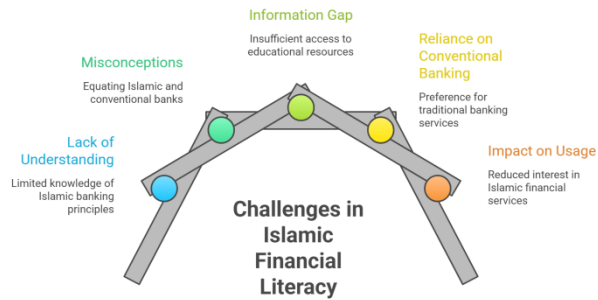 Information Gap
Insufficient access to
educational resources
Misconceptions
Equating Islamic and
conventional banks
Reliance on
Conventional
Banking
Preference for
traditional banking
services
Lack of
Understanding
Limited knowledge of
Islamic banking
principles
Impact on Usage
Reduced interest in
Islamic financial
services
Challenges in
Islamic
Financial
Literacy